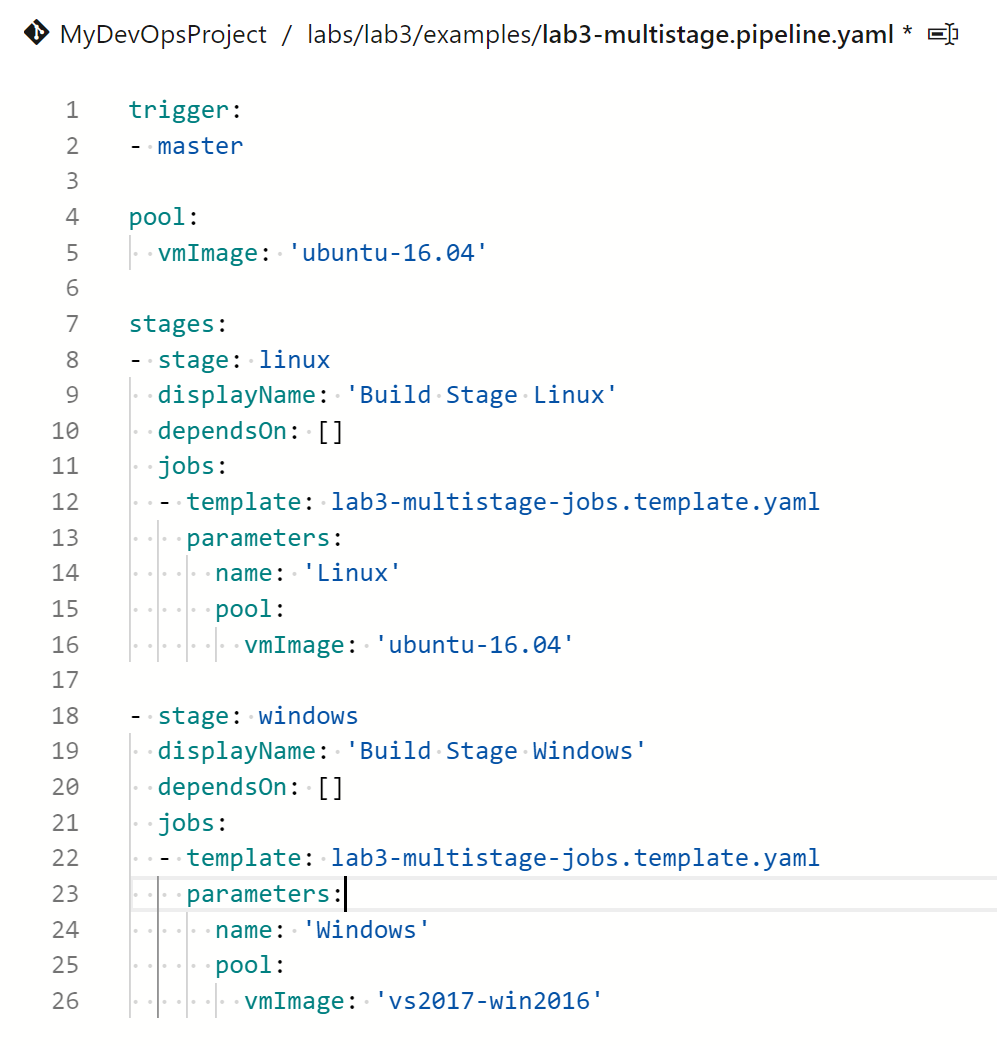 MyDevOpsProject / labs/lab3/examples/lab3-multistage.pipeline.yaml *
1 trigger:
2 - master
3
4 pool:
5   vmImage: 'ubuntu-16.04'
6
7 stages:
8 - stage: linux
9   displayName: 'Build Stage Linux'
10   dependsOn: []
11   jobs:
12   - template: lab3-multistage-jobs.template.yaml
13     parameters:
14       name: 'Linux'
15       pool:
16         vmImage: 'ubuntu-16.04'
17
18 - stage: windows
19   displayName: 'Build Stage Windows'
20   dependsOn: []
21   jobs:
22   - template: lab3-multistage-jobs.template.yaml
23     parameters:
24       name: 'Windows'
25       pool:
26         vmImage: 'vs2017-win2016'